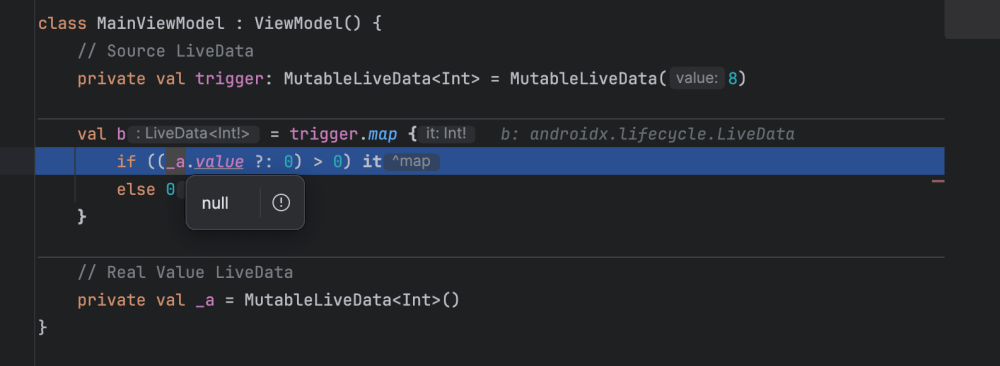 class MainViewModel : ViewModel() {
// Source LiveData
private val trigger: MutableLiveData<Int> = MutableLiveData( value: 8)
val b : LiveData<Int!> = trigger.map { it: Int! b: androidx.lifecycle.LiveData
if ((_a.value ?: 0) > 0) it ^map
else 0
null
}
// Real Value LiveData
private val _a = MutableLiveData<Int>()
}